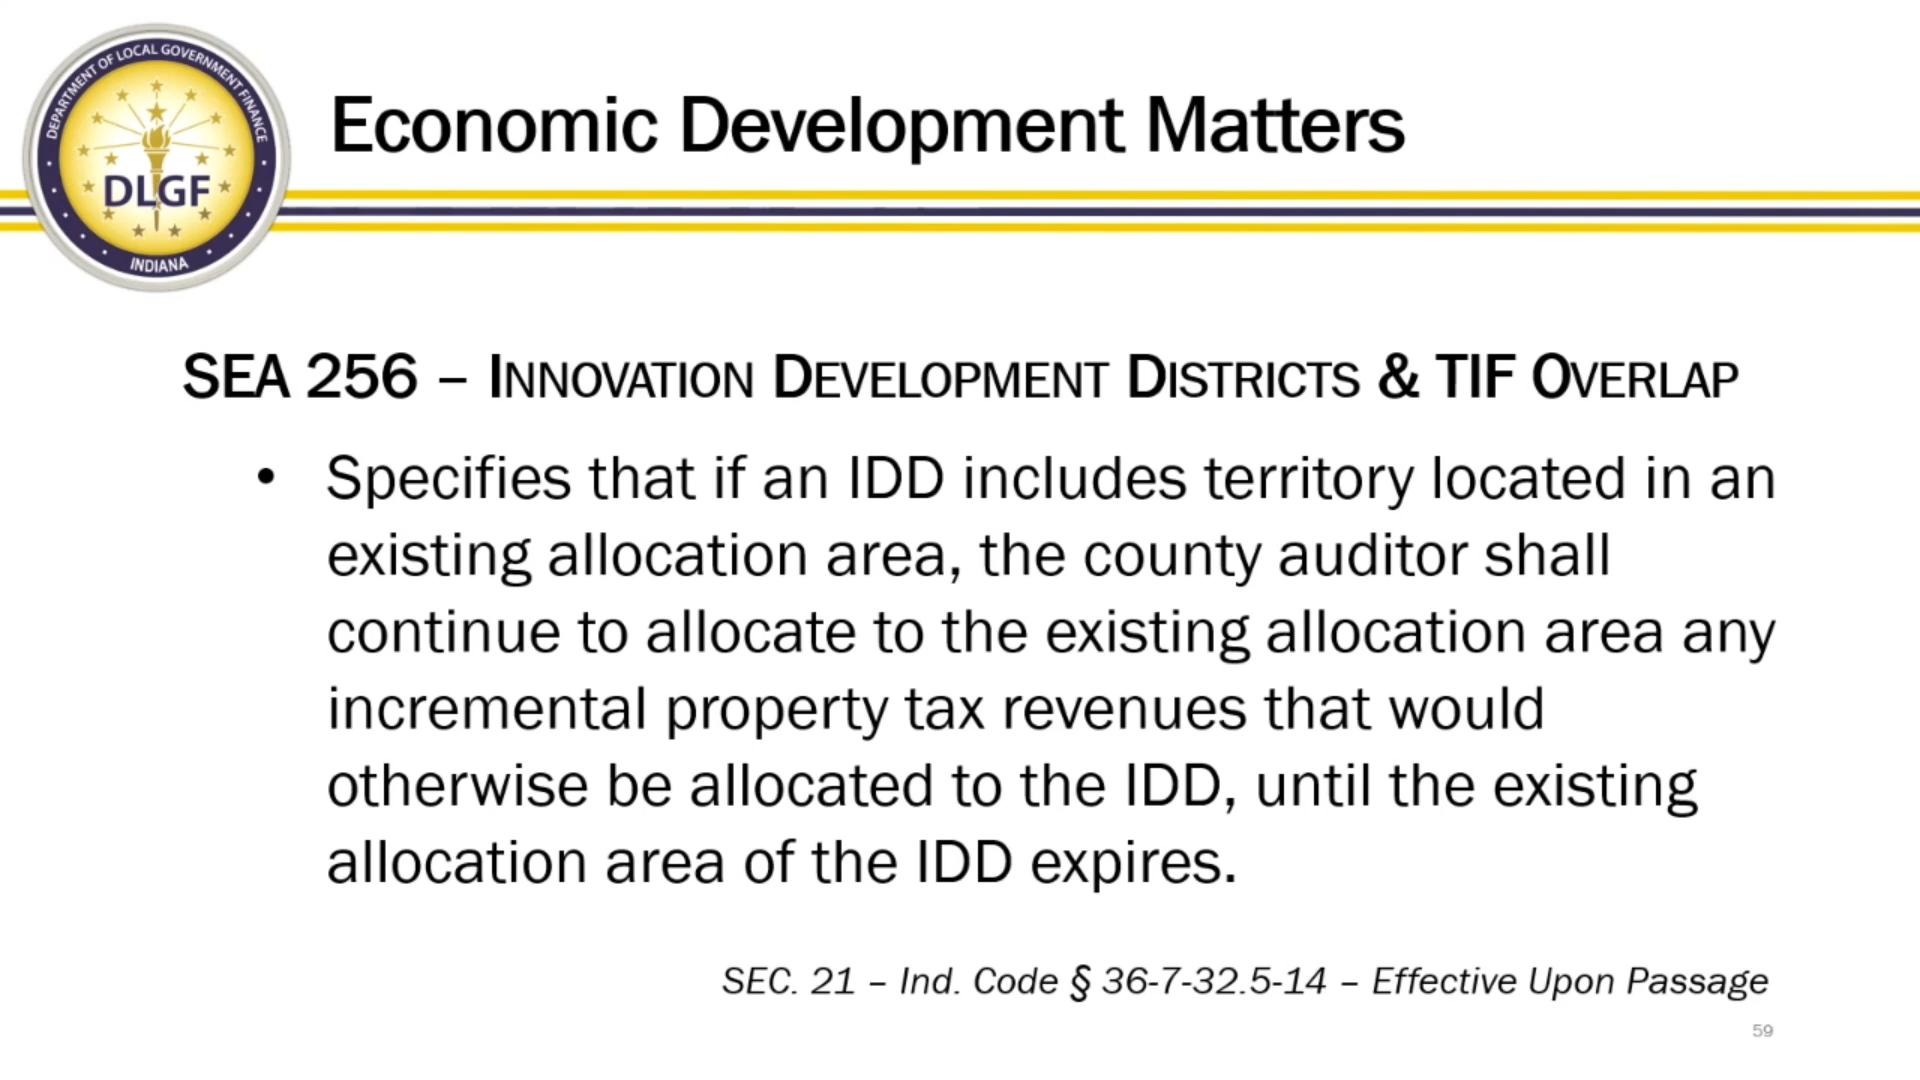 DEPARTMENT OF LOCAL GOVERNMENT FINANCE
DLGF
INDIANA
Economic Development Matters
SEA 256 – INNOVATION DEVELOPMENT DISTRICTS & TIF OVERLAP
• Specifies that if an IDD includes territory located in an
existing allocation area, the county auditor shall
continue to allocate to the existing allocation area any
incremental property tax revenues that would
otherwise be allocated to the IDD, until the existing
allocation area of the IDD expires.
SEC. 21 – Ind. Code § 36-7-32.5-14 – Effective Upon Passage
59